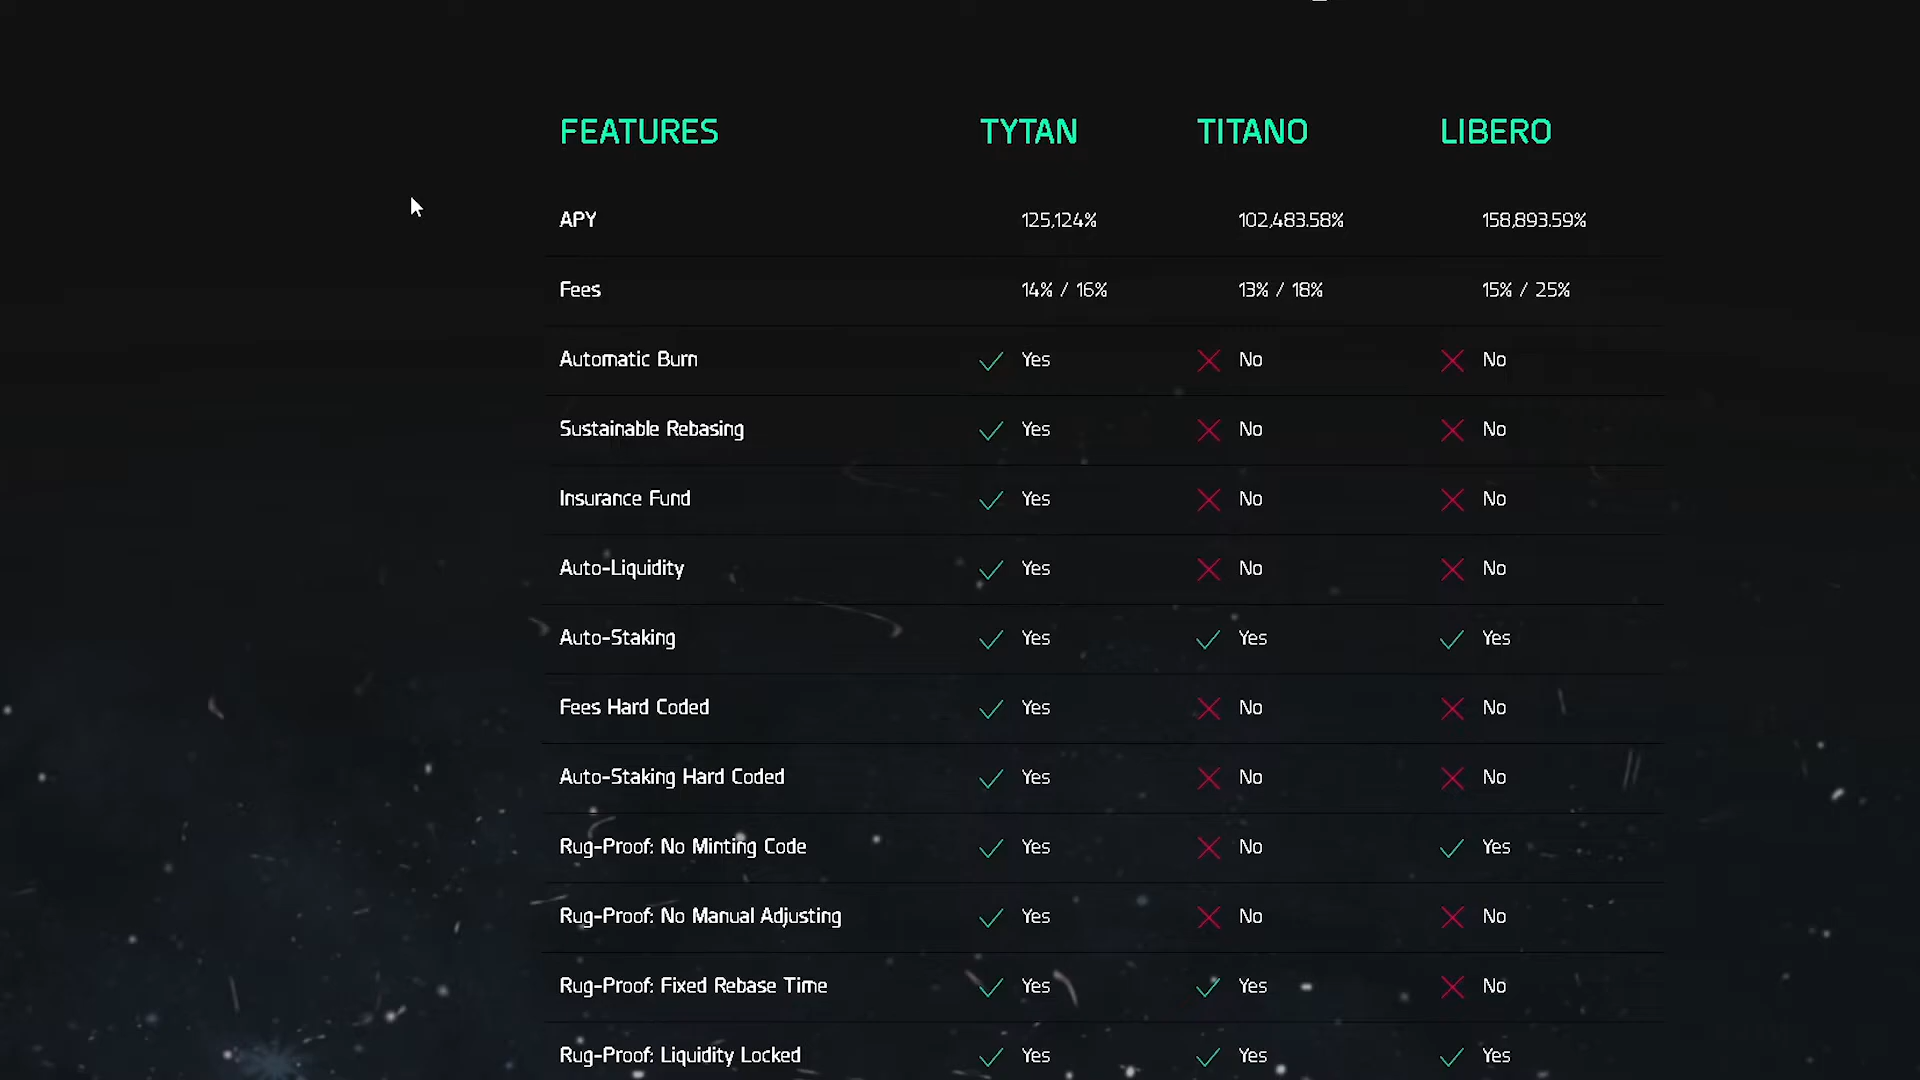 FEATURES TYTAN TITANO LIBERO
APY 125,124% 102,483.58% 158,893.59%
Fees 14% / 16% 13% / 18% 15% / 25%
Automatic Burn Yes No No
Sustainable Rebasing Yes No No
Insurance Fund Yes No No
Auto-Liquidity Yes No No
Auto-Staking Yes Yes Yes
Fees Hard Coded Yes No No
Auto-Staking Hard Coded Yes No No
Rug-Proof: No Minting Code Yes No Yes
Rug-Proof: No Manual Adjusting Yes No No
Rug-Proof: Fixed Rebase Time Yes Yes No
Rug-Proof: Liquidity Locked Yes Yes Yes